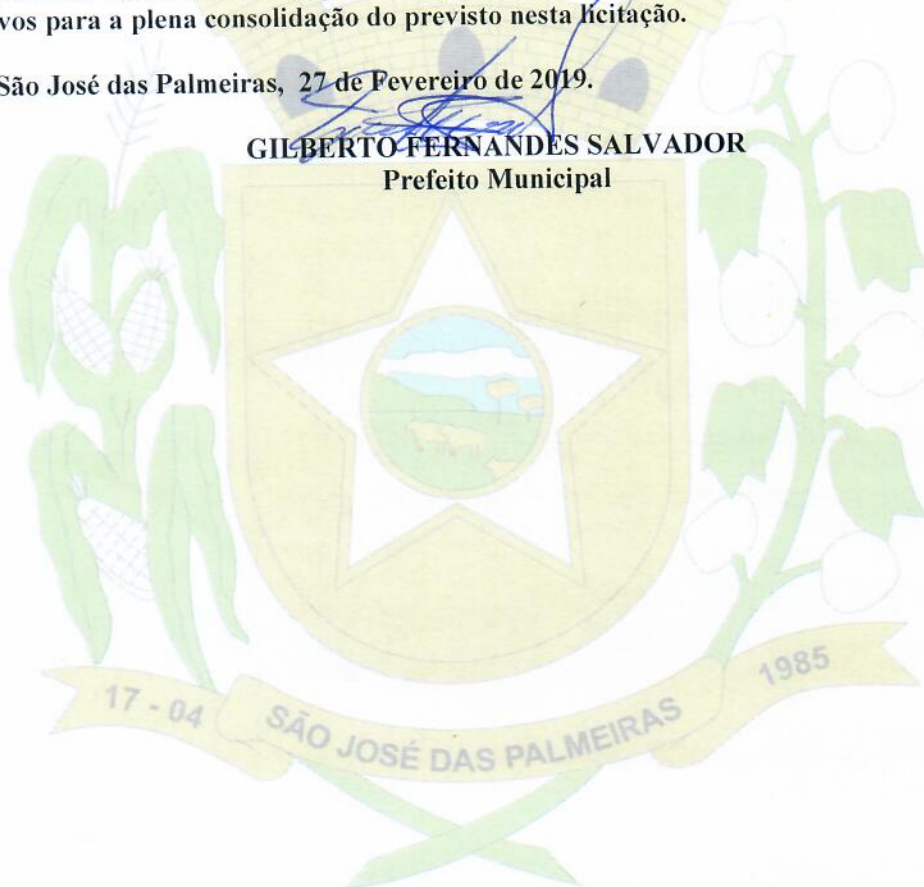 vos para a plena consolidação do previsto nesta licitação.
São José das Palmeiras, 27 de Fevereiro de 2019.
GILBERTO FERNANDES SALVADOR
Prefeito Municipal
17 - 04 SÃO JOSÉ DAS PALMEIRAS 1985